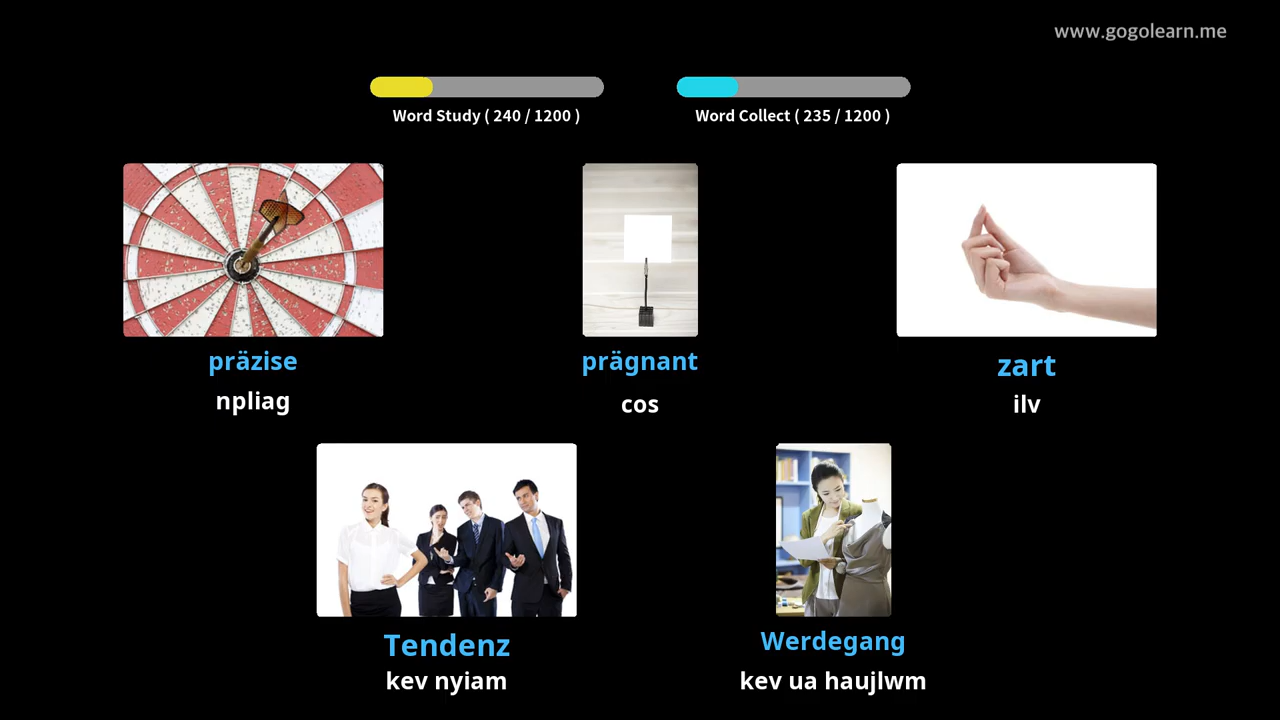 www.gogolearn.me
Word Study ( 240 / 1200 )
Word Collect ( 235 / 1200 )
präzise
npliag
prägnant
cos
zart
ilv
Tendenz
kev nyiam
Werdegang
kev ua haujlwm